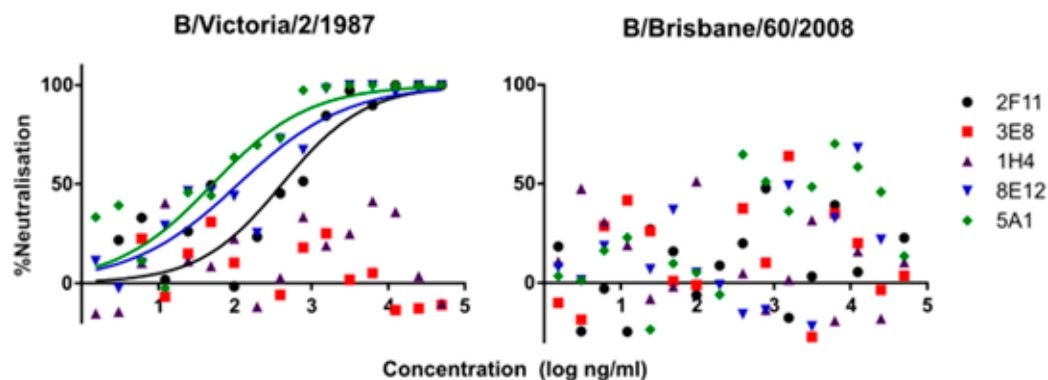 B/Victoria/2/1987
B/Brisbane/60/2008
%Neutralisation
100
50
0
1 2 3 4 5
100
50
0
1 2 3 4 5
2F11
3E8
1H4
8E12
5A1
Concentration (log ng/ml)